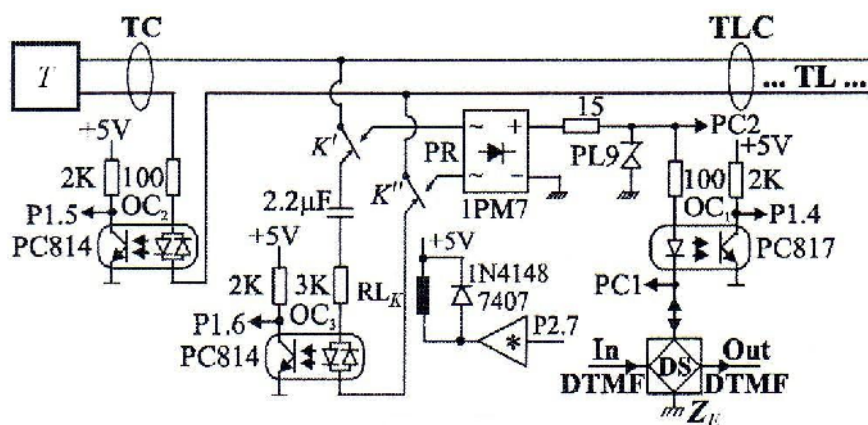 TC
TLC
T
... TL ...
+5V
2K
100
P1.5
OC₂
PC814
K'
K''
2.2µF
PR
~
~
+
−
1PM7
15
PL9
PC2
+5V
100
2K
OC₁
P1.4
PC817
PC1
+5V
2K
3K
P1.6
OC₃
PC814
RL_K
+5V
1N4148
7407
*
P2.7
In
DTMF
DS
Out
DTMF
Z_E